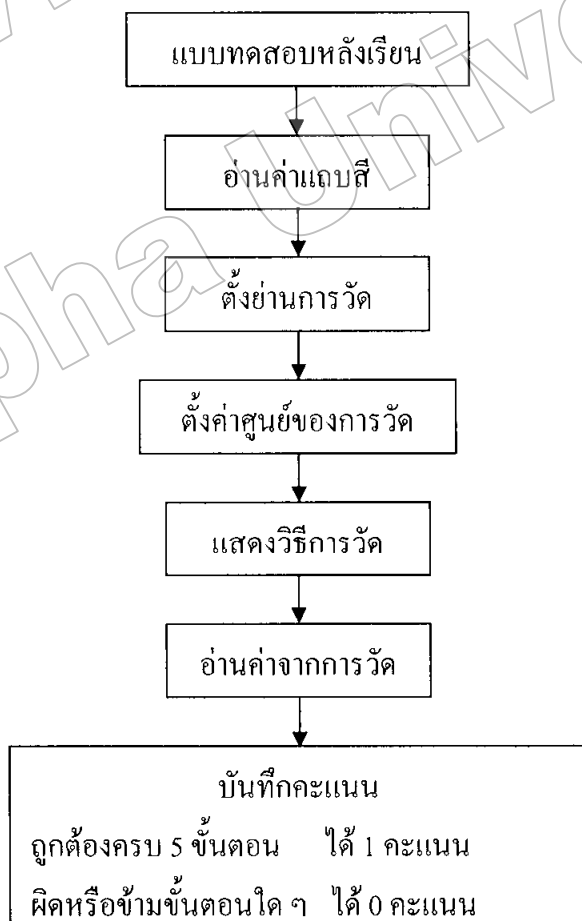 แบบทดสอบหลังเรียน
อ่านค่าแถบสี
ตั้งย่านการวัด
ตั้งค่าศูนย์ของการวัด
แสดงวิธีการวัด
อ่านค่าจากการวัด
บันทึกคะแนน
ถูกต้องครบ 5 ขั้นตอน ได้ 1 คะแนน
ผิดหรือข้ามขั้นตอนใด ๆ ได้ 0 คะแนน